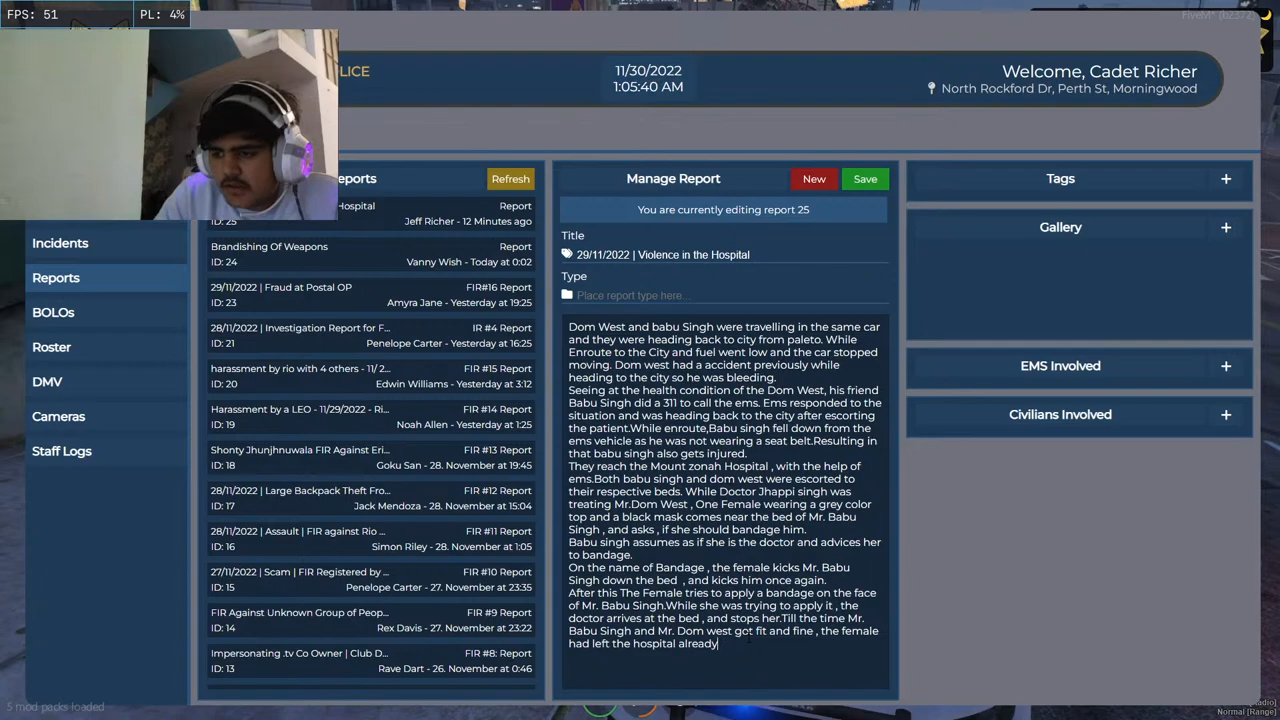 FPS: 51
PL: 4%
FiveM* (b2372)
LICE
11/30/2022
1:05:40 AM
Welcome, Cadet Richer
North Rockford Dr, Perth St, Morningwood
Incidents
Reports
BOLOs
Roster
DMV
Cameras
Staff Logs
eports
Refresh
Hospital
Report
ID: 25
Jeff Richer - 12 Minutes ago
Brandishing Of Weapons
Report
ID: 24
Vanny Wish - Today at 0:02
29/11/2022 | Fraud at Postal OP
FIR#16 Report
ID: 23
Amyra Jane - Yesterday at 19:25
28/11/2022 | Investigation Report for F...
IR #4 Report
ID: 21
Penelope Carter - Yesterday at 16:25
harassment by rio with 4 others - 11/ 2...
FIR #15 Report
ID: 20
Edwin Williams - Yesterday at 3:12
Harassment by a LEO - 11/29/2022 - Ri...
FIR #14 Report
ID: 19
Noah Allen - Yesterday at 1:25
Shonty Jhunjhnuwala FIR Against Eri...
FIR #13 Report
ID: 18
Goku San - 28. November at 19:45
28/11/2022 | Large Backpack Theft Fro...
FIR #12 Report
ID: 17
Jack Mendoza - 28. November at 15:04
28/11/2022 | Assault | FIR against Rio ...
FIR #11 Report
ID: 16
Simon Riley - 28. November at 1:05
27/11/2022 | Scam | FIR Registered by ...
FIR #10 Report
ID: 15
Penelope Carter - 27. November at 23:35
FIR Against Unknown Group of Peop...
FIR #9 Report
ID: 14
Rex Davis - 27. November at 23:22
Impersonating .tv Co Owner | Club D...
FIR #8: Report
ID: 13
Rave Dart - 26. November at 0:46
Manage Report
New
Save
You are currently editing report 25
Title
29/11/2022 | Violence in the Hospital
Type
Place report type here...
Dom West and babu Singh were travelling in the same car
and they were heading back to city from paleto. While
Enroute to the City and fuel went low and the car stopped
moving. Dom west had a accident previously while
heading to the city so he was bleeding.
Seeing at the health condition of the Dom West, his friend
Babu Singh did a 311 to call the ems. Ems responded to the
situation and was heading back to the city after escorting
the patient.While enroute,Babu singh fell down from the
ems vehicle as he was not wearing a seat belt.Resulting in
that babu singh also gets injured.
They reach the Mount zonah Hospital , with the help of
ems.Both babu singh and dom west were escorted to
their respective beds. While Doctor Jhappi singh was
treating Mr.Dom West , One Female wearing a grey color
top and a black mask comes near the bed of Mr. Babu
Singh , and asks , if she should bandage him.
Babu singh assumes as if she is the doctor and advices her
to bandage.
On the name of Bandage , the female kicks Mr. Babu
Singh down the bed , and kicks him once again.
After this The Female tries to apply a bandage on the face
of Mr. Babu Singh.While she was trying to apply it , the
doctor arrives at the bed , and stops her.Till the time Mr.
Babu Singh and Mr. Dom west got fit and fine , the female
had left the hospital already
Tags
Gallery
EMS Involved
Civilians Involved
5 mod packs loaded
[Radio]
Normal [Range]